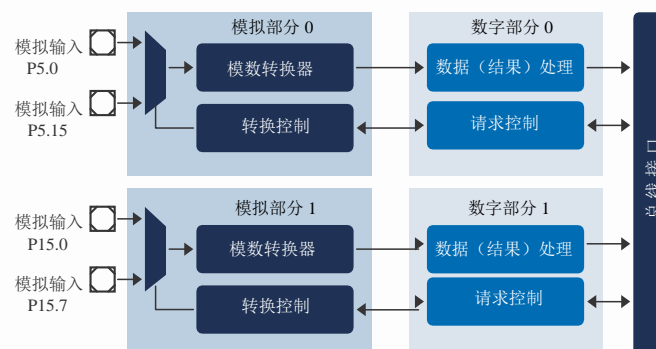 模拟部分 0
数字部分 0
模拟输入
P5.0
模数转换器
数据（结果）处理
模拟输入
P5.15
转换控制
请求控制
总线接口
模拟部分 1
数字部分 1
模拟输入
P15.0
模数转换器
数据（结果）处理
模拟输入
P15.7
转换控制
请求控制